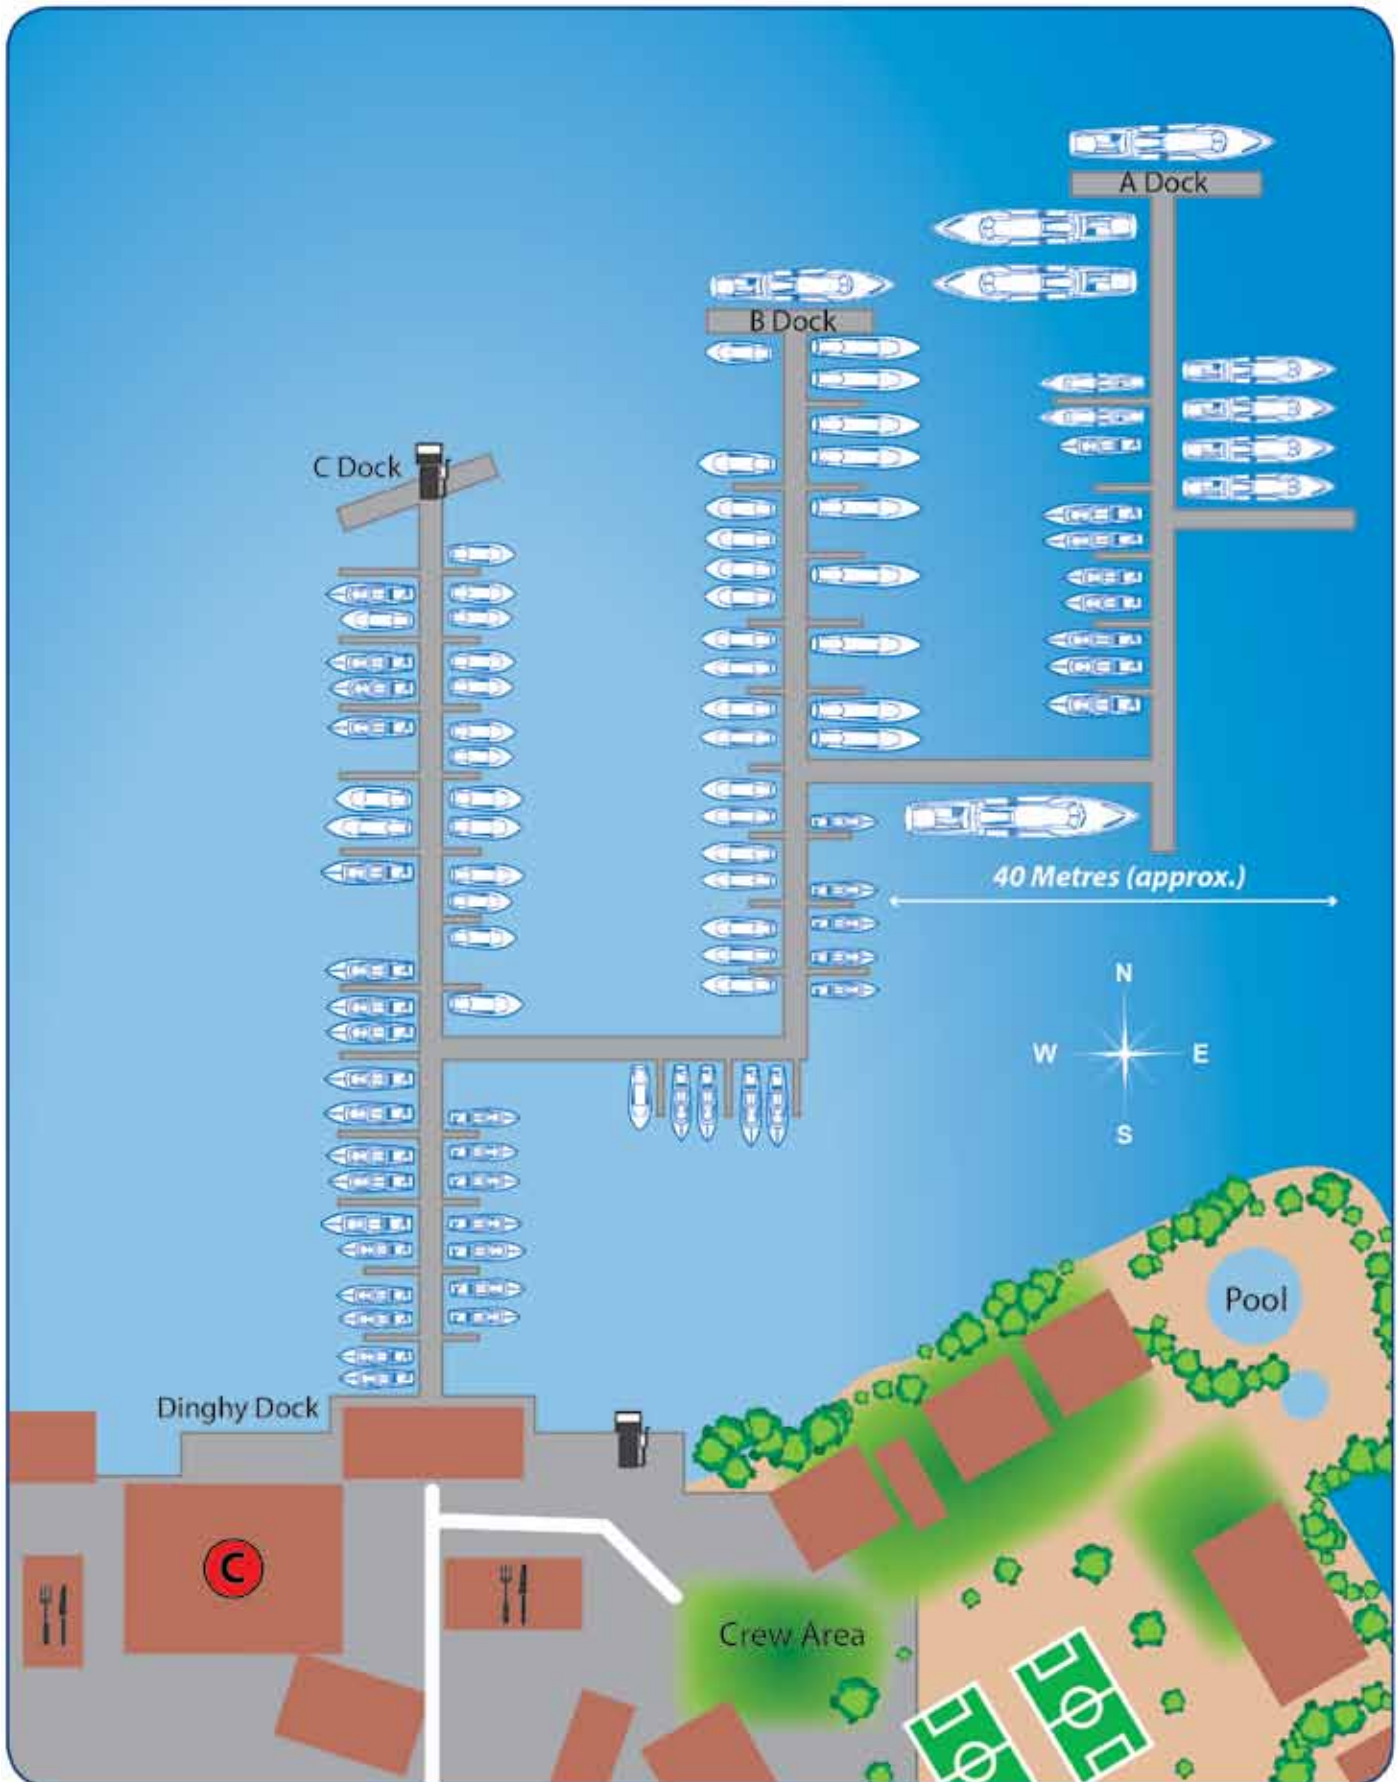 A Dock
B Dock
C Dock
40 Metres (approx.)
N
W
E
S
Pool
Dinghy Dock
C
Crew Area